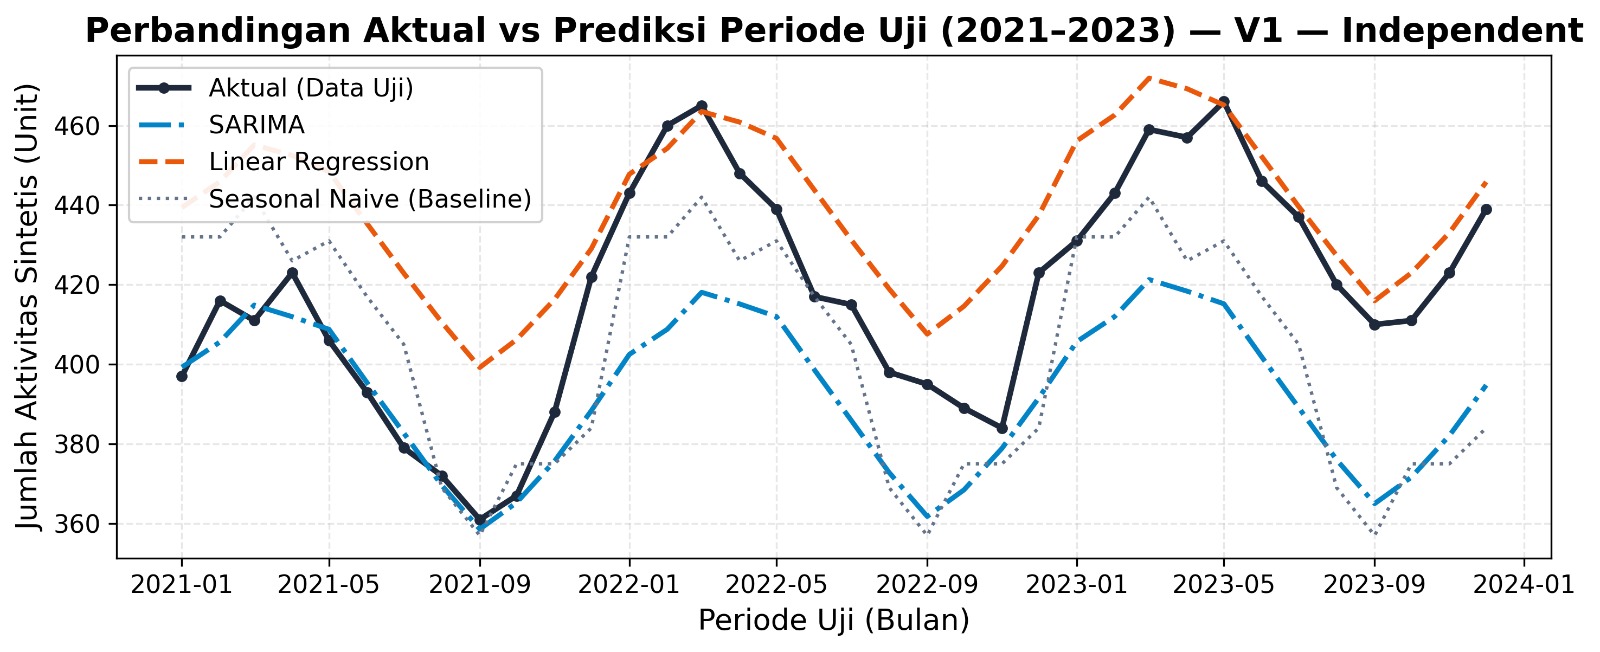 Perbandingan Aktual vs Prediksi Periode Uji (2021–2023) — V1 — Independent
Aktual (Data Uji)
SARIMA
Linear Regression
Seasonal Naive (Baseline)
Jumlah Aktivitas Sintetis (Unit)
460
440
420
400
380
360
2021-01 2021-05 2021-09 2022-01 2022-05 2022-09 2023-01 2023-05 2023-09 2024-01
Periode Uji (Bulan)